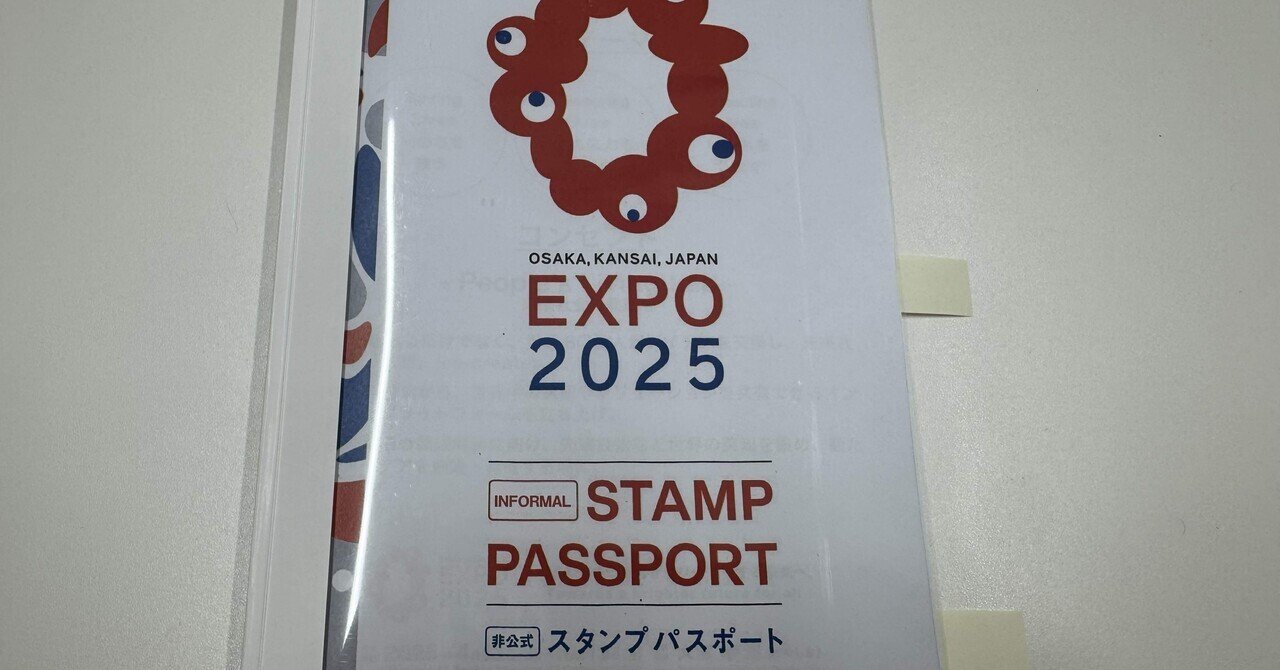 OSAKA, KANSAI, JAPAN
EXPO
2025
INFORMAL STAMP
PASSPORT
非公式 スタンプパスポート